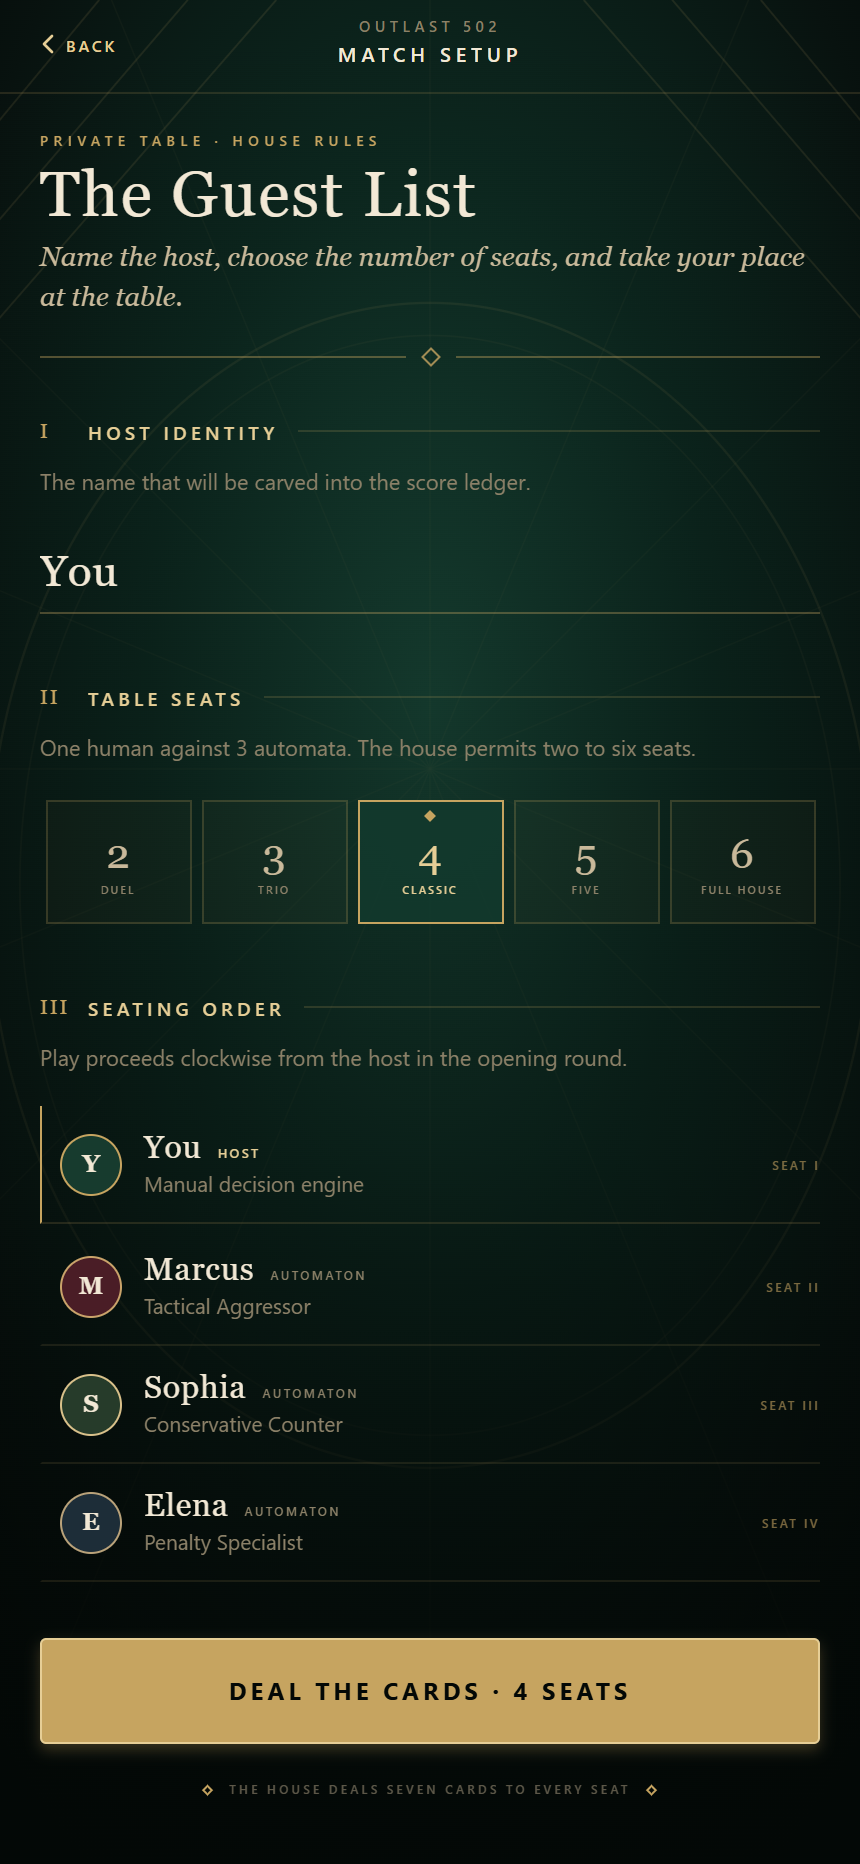 BACK
OUTLAST 502
MATCH SETUP
PRIVATE TABLE · HOUSE RULES
The Guest List
Name the host, choose the number of seats, and take your place
at the table.
I HOST IDENTITY
The name that will be carved into the score ledger.
You
II TABLE SEATS
One human against 3 automata. The house permits two to six seats.
2 3 4 5 6
DUEL TRIO CLASSIC FIVE FULL HOUSE
III SEATING ORDER
Play proceeds clockwise from the host in the opening round.
Y You HOST SEAT I
Manual decision engine
M Marcus AUTOMATON SEAT II
Tactical Aggressor
S Sophia AUTOMATON SEAT III
Conservative Counter
E Elena AUTOMATON SEAT IV
Penalty Specialist
DEAL THE CARDS · 4 SEATS
THE HOUSE DEALS SEVEN CARDS TO EVERY SEAT